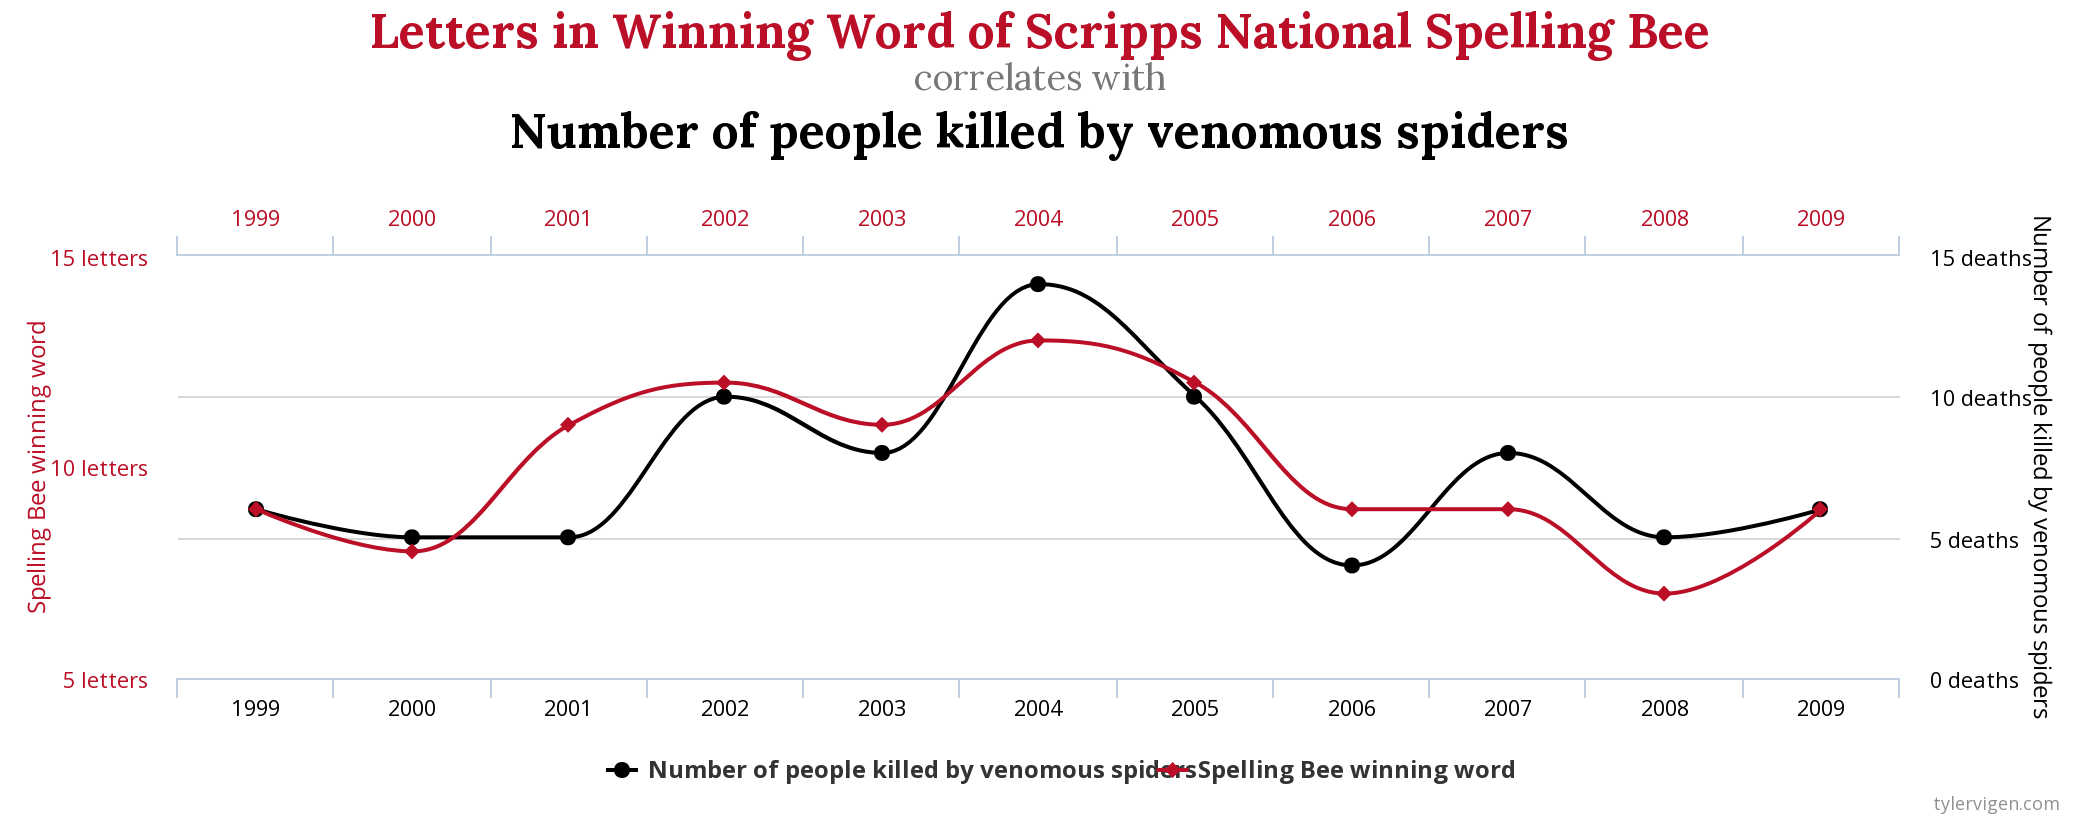 Letters in Winning Word of Scripps National Spelling Bee
correlates with
Number of people killed by venomous spiders
1999 2000 2001 2002 2003 2004 2005 2006 2007 2008 2009
15 letters
10 letters
5 letters
Spelling Bee winning word
15 deaths
10 deaths
5 deaths
0 deaths
Number of people killed by venomous spiders
1999 2000 2001 2002 2003 2004 2005 2006 2007 2008 2009
Number of people killed by venomous spiders Spelling Bee winning word
tylervigen.com